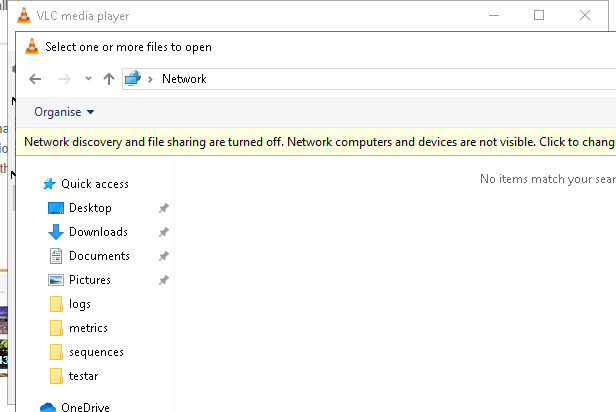 VLC media player
Select one or more files to open
Network
Organise
Network discovery and file sharing are turned off. Network computers and devices are not visible. Click to chang
No items match your sear
Quick access
Desktop
Downloads
Documents
Pictures
logs
metrics
sequences
testar
OneDrive